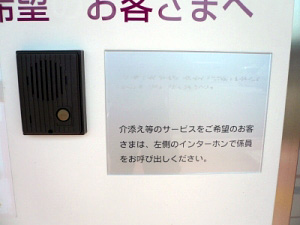 希望 お客さまへ
介添え等のサービスをご希望のお客
さまは、左側のインターホンで係員
をお呼び出しください。